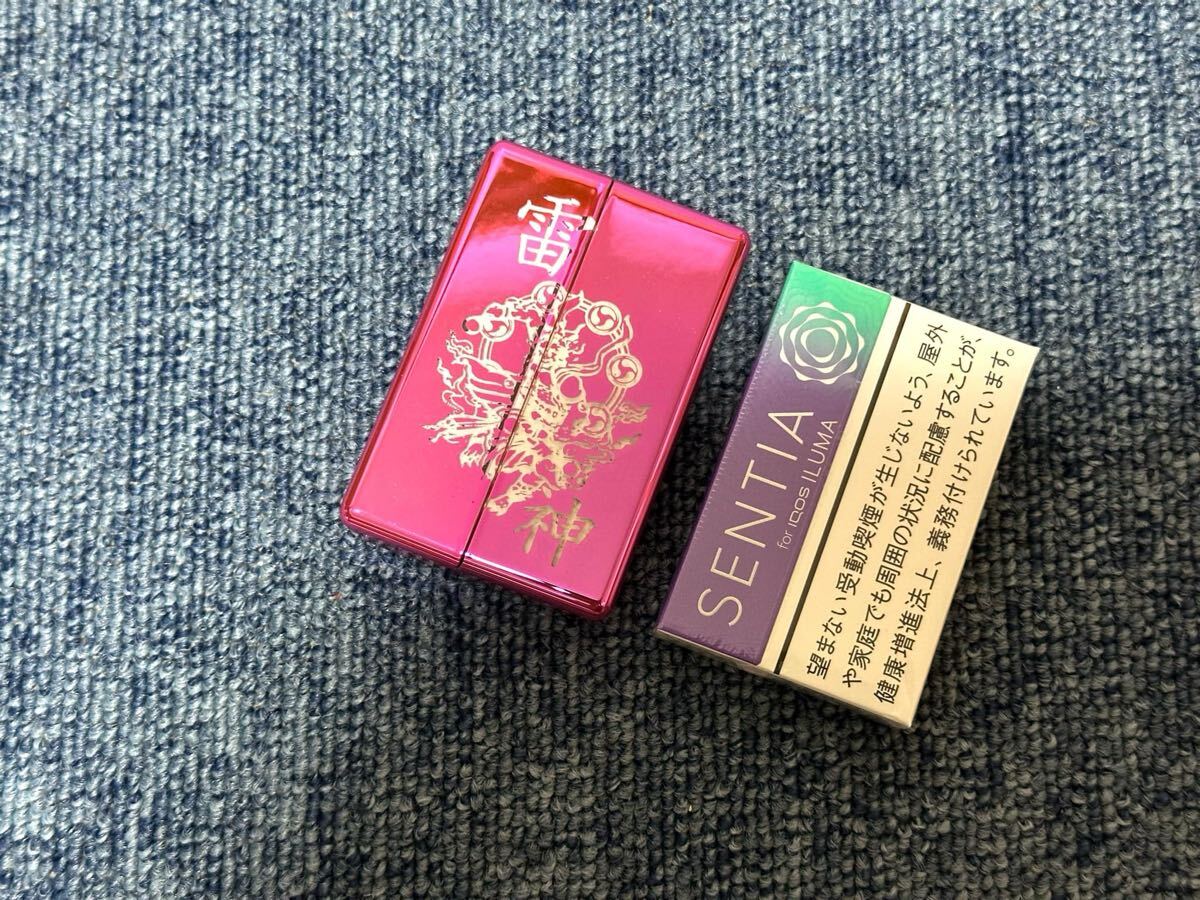 雷
神
SENTIA
for IQOS ILUMA
望まない受動喫煙が生じないよう、屋外
や家庭でも周囲の状況に配慮することが、
健康増進法上、義務付けられています。